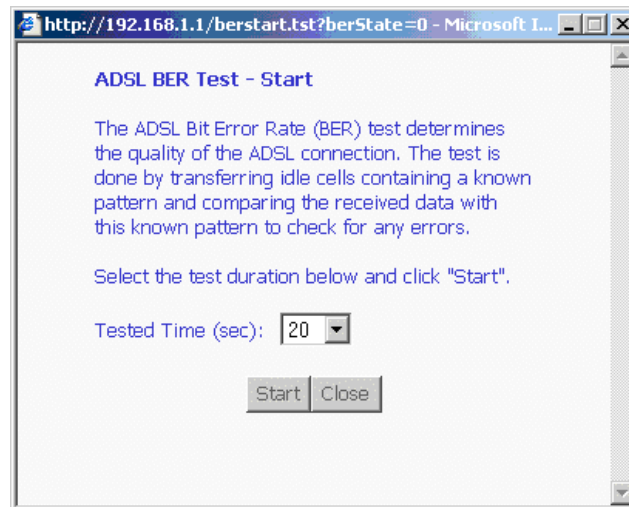 http://192.168.1.1/berstart.tst?berState=0 - Microsoft I...
ADSL BER Test - Start
The ADSL Bit Error Rate (BER) test determines
the quality of the ADSL connection. The test is
done by transferring idle cells containing a known
pattern and comparing the received data with
this known pattern to check for any errors.
Select the test duration below and click "Start".
Tested Time (sec): 20
Start Close